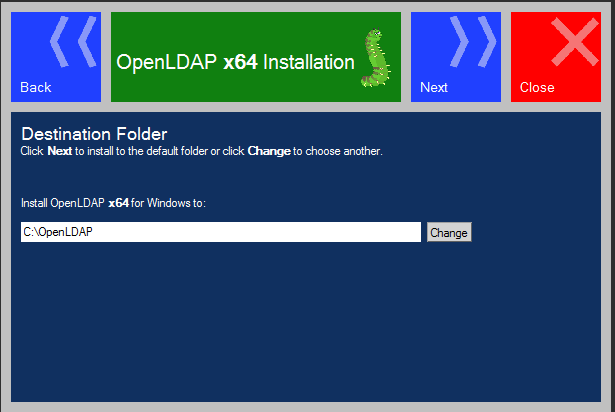 Back
OpenLDAP x64 Installation
Next
Close
Destination Folder
Click Next to install to the default folder or click Change to choose another.
Install OpenLDAP x64 for Windows to:
C:\OpenLDAP
Change